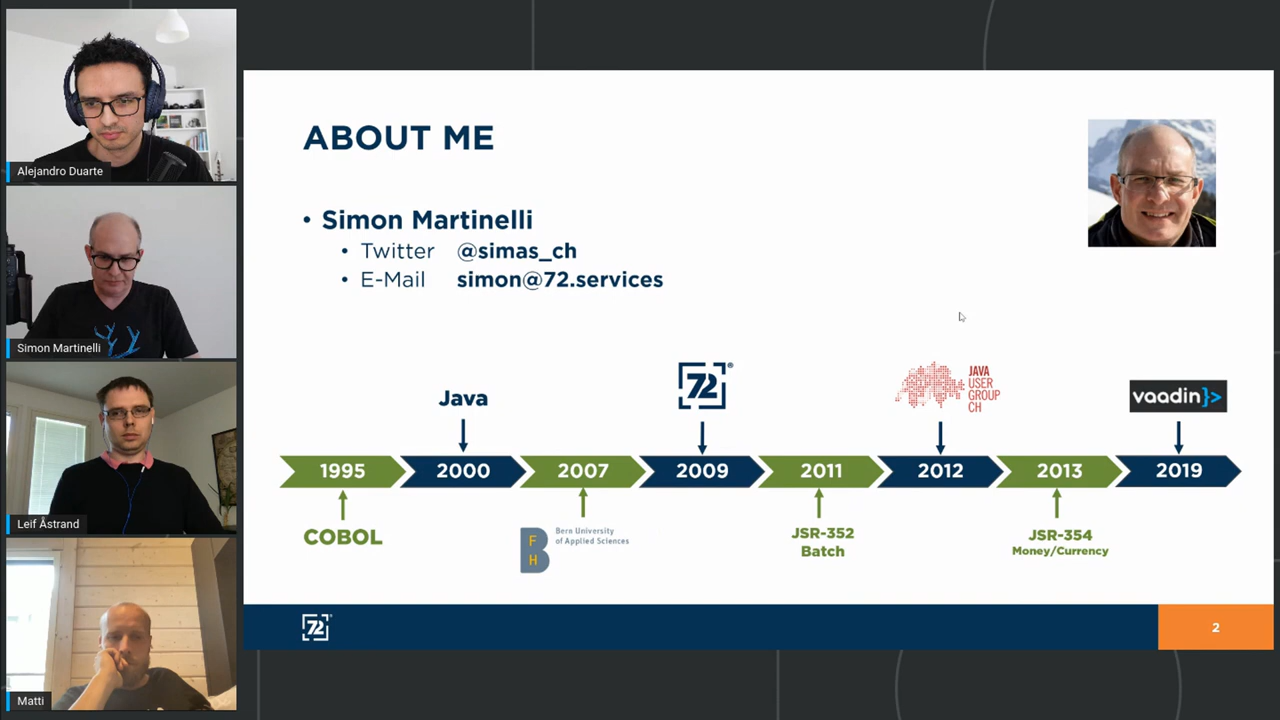 Alejandro Duarte
Simon Martinelli
Leif Åstrand
Matti
ABOUT ME
• Simon Martinelli
• Twitter @simas_ch
• E-Mail simon@72.services
Java
72®
JAVA
USER
GROUP
CH
vaadin}>
1995 2000 2007 2009 2011 2012 2013 2019
COBOL
B
F
H
Bern University
of Applied Sciences
JSR-352
Batch
JSR-354
Money/Currency
72
2